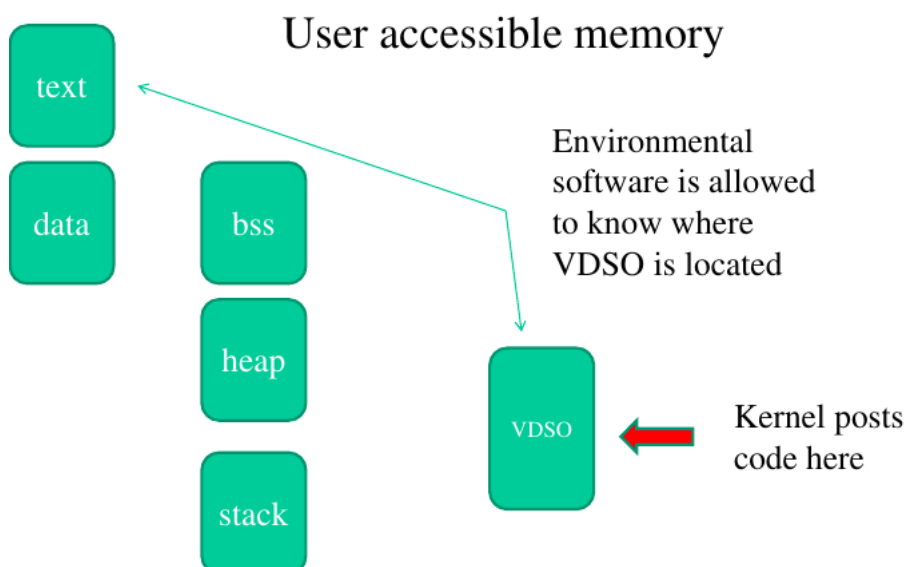 User accessible memory
text
data
bss
heap
stack
Environmental
software is allowed
to know where
VDSO is located
VDSO
Kernel posts
code here